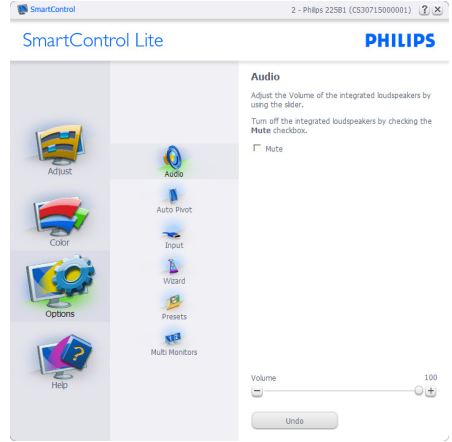 SmartControl
2 - Philips 225B1 (CS30715000001)
SmartControl Lite
PHILIPS
Adjust
Color
Options
Help
Audio
Auto Pivot
Input
Wizard
Presets
Multi Monitors
Audio
Adjust the Volume of the integrated loudspeakers by
using the slider.
Turn off the integrated loudspeakers by checking the
Mute checkbox.
Mute
Volume 100
Undo